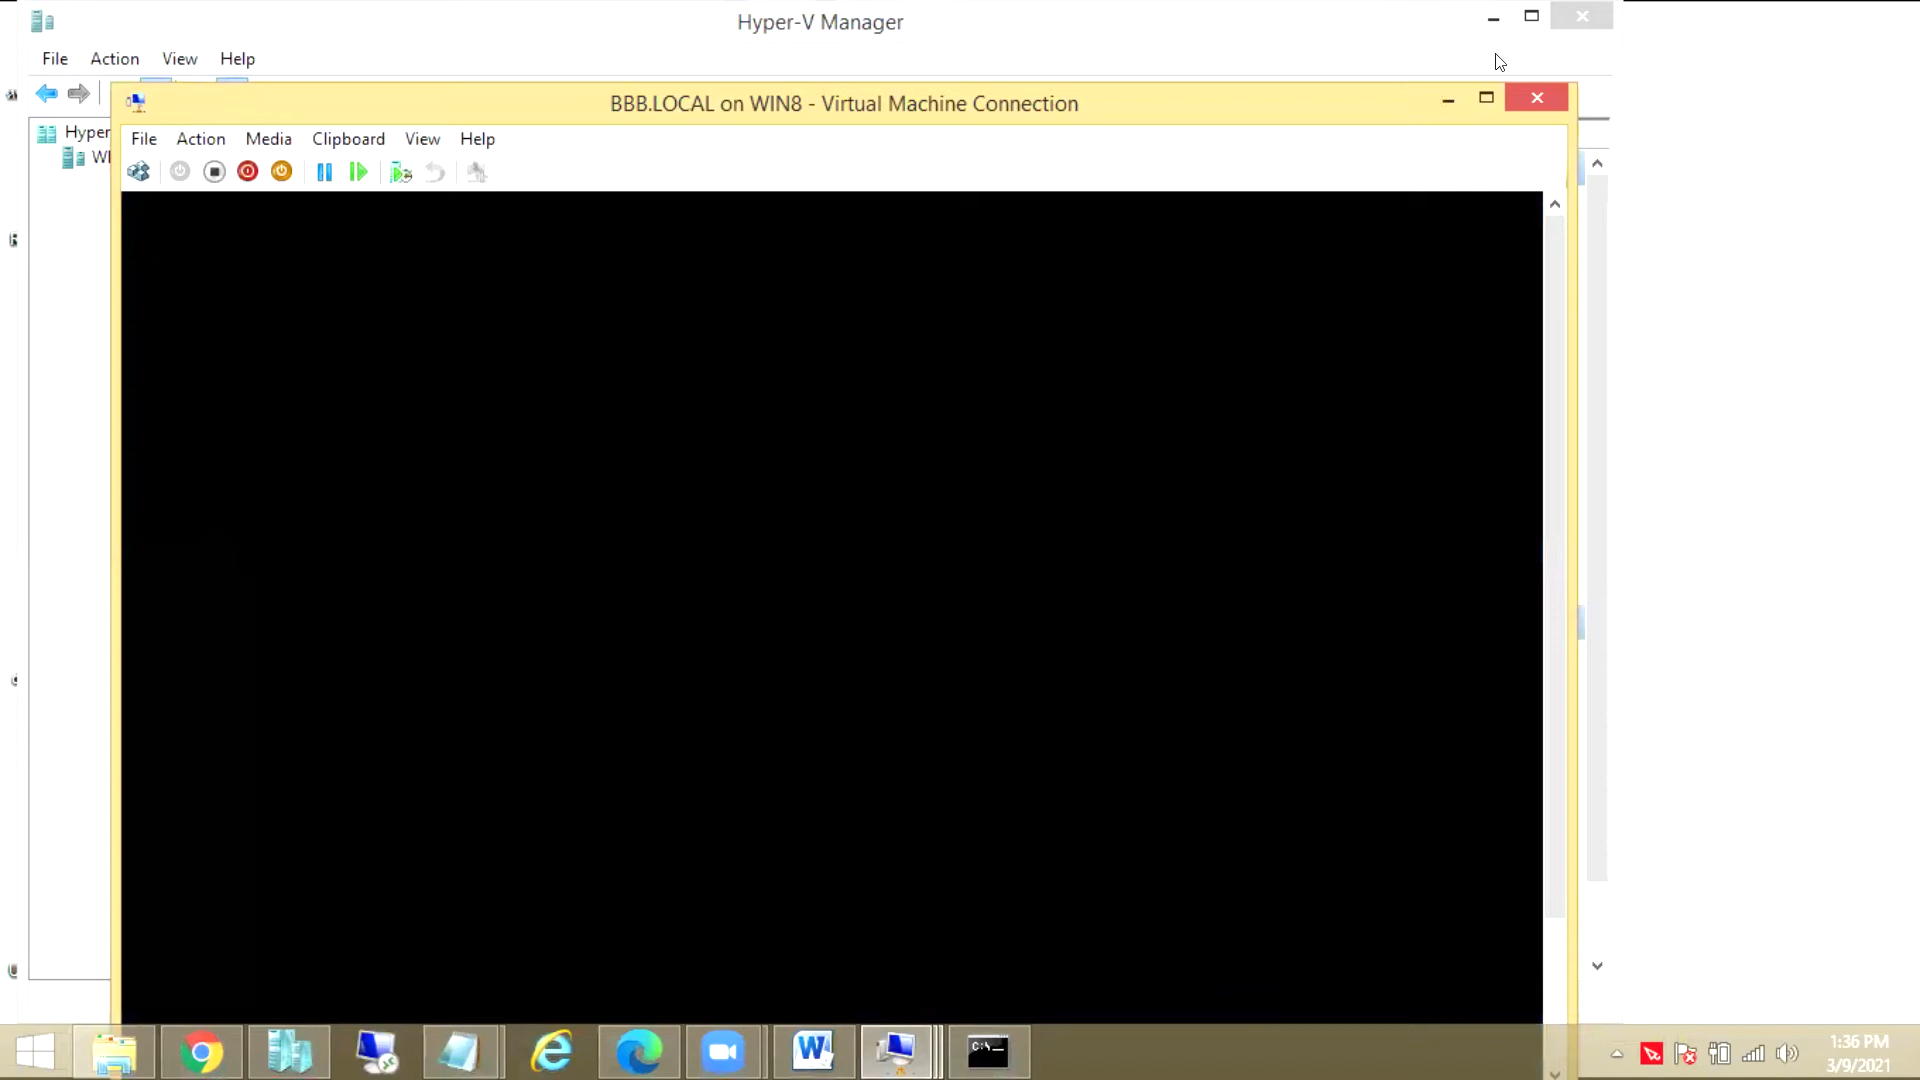 Hyper-V Manager
File Action View Help
BBB.LOCAL on WIN8 - Virtual Machine Connection
File Action Media Clipboard View Help
Hyper
WI
C:\
1:36 PM
3/9/2021